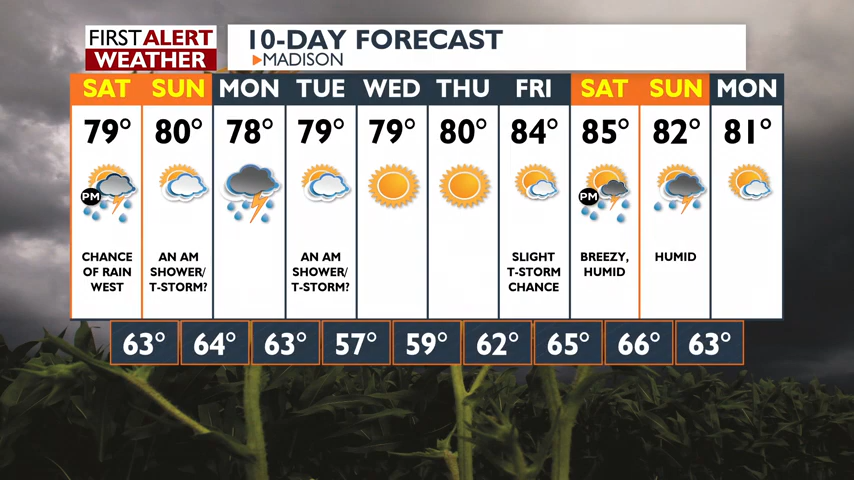 FIRST ALERT
WEATHER
10-DAY FORECAST
MADISON
SAT SUN MON TUE WED THU FRI SAT SUN MON
79° 80° 78° 79° 79° 80° 84° 85° 82° 81°
PM PM
CHANCE
OF RAIN
WEST
AN AM
SHOWER/
T-STORM?
AN AM
SHOWER/
T-STORM?
SLIGHT
T-STORM
CHANCE
BREEZY,
HUMID
HUMID
63° 64° 63° 57° 59° 62° 65° 66° 63°